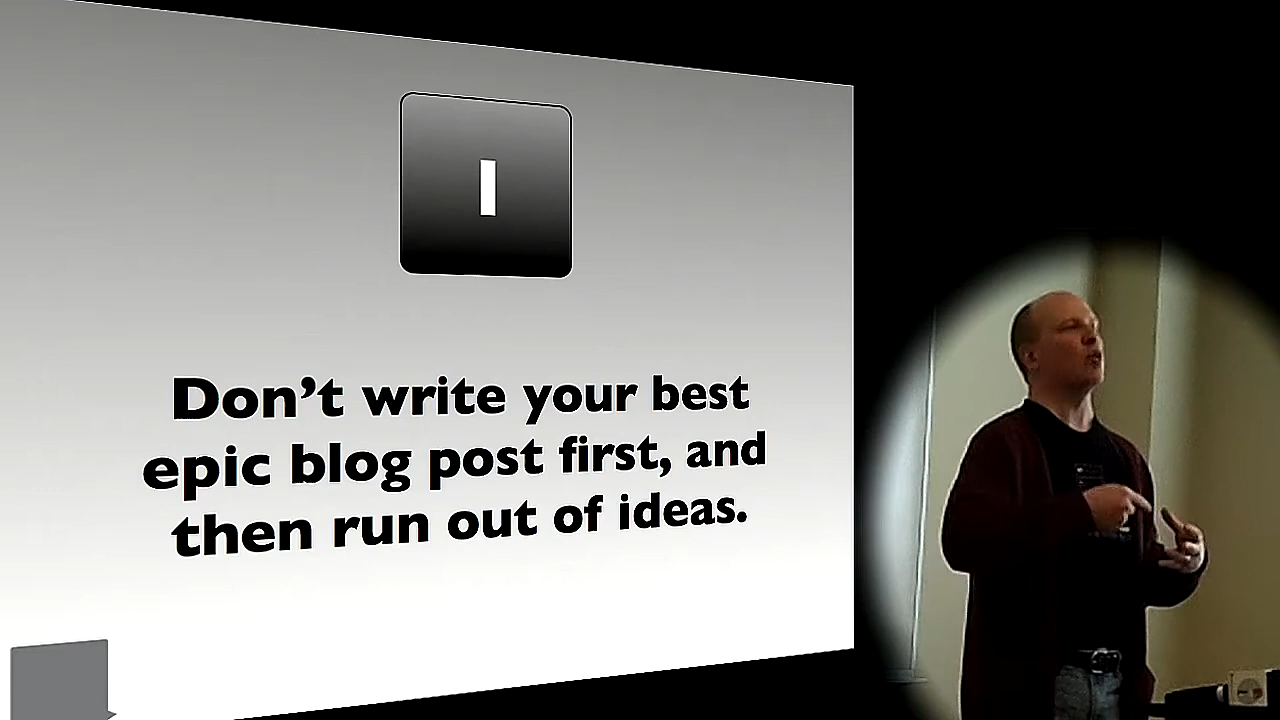 1
Don't write your best
epic blog post first, and
then run out of ideas.